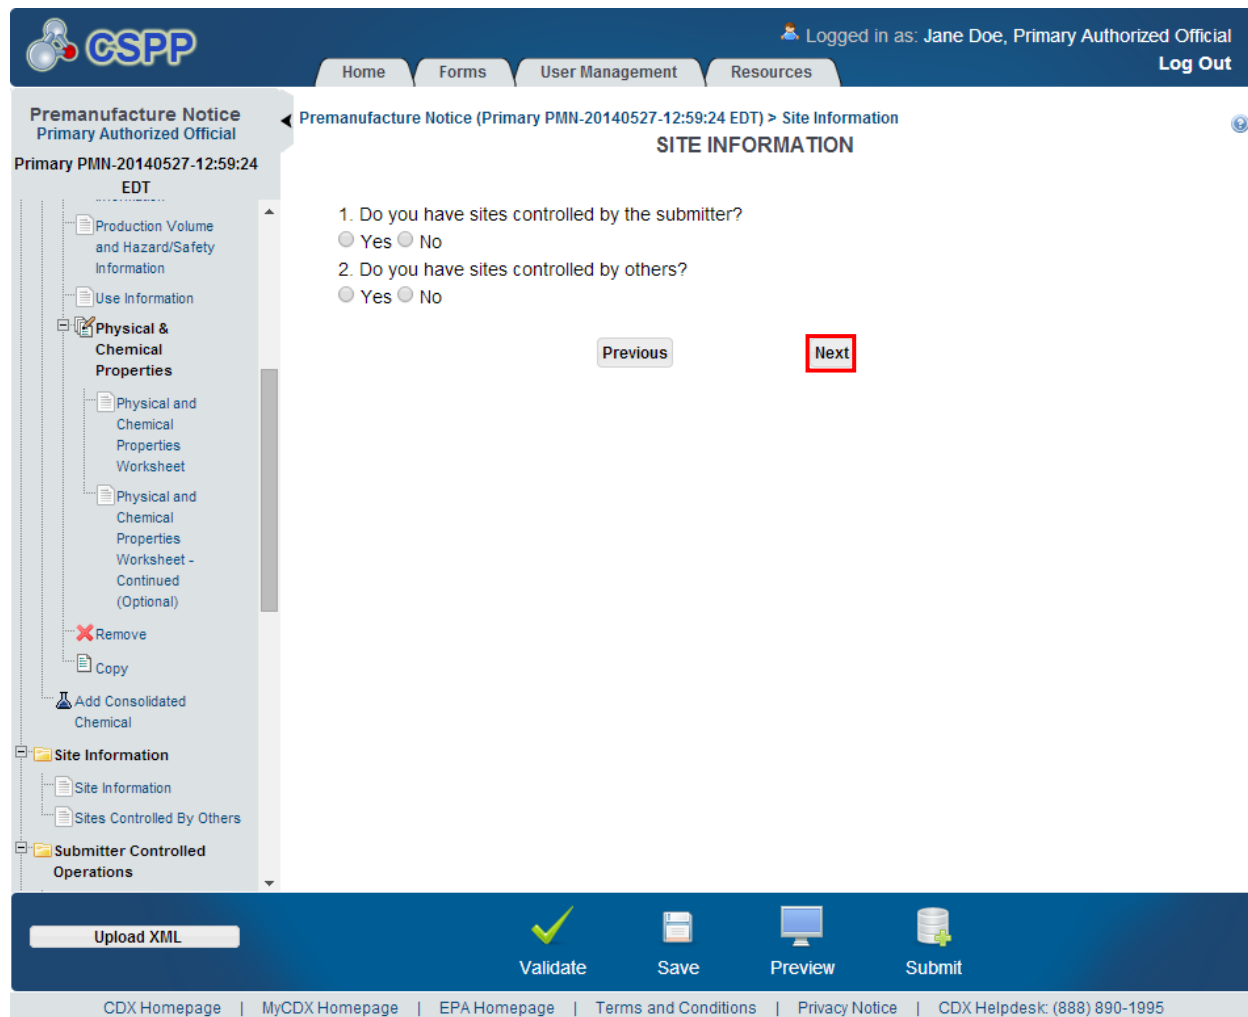 CSPP
Logged in as: Jane Doe, Primary Authorized Official
Log Out
Home
Forms
User Management
Resources
Premanufacture Notice
Primary Authorized Official
Primary PMN-20140527-12:59:24
EDT
Production Volume
and Hazard/Safety
Information
Use Information
Physical &
Chemical
Properties
Physical and
Chemical
Properties
Worksheet
Physical and
Chemical
Properties
Worksheet -
Continued
(Optional)
Remove
Copy
Add Consolidated
Chemical
Site Information
Site Information
Sites Controlled By Others
Submitter Controlled
Operations
Premanufacture Notice (Primary PMN-20140527-12:59:24 EDT) > Site Information
SITE INFORMATION
1. Do you have sites controlled by the submitter?
Yes No
2. Do you have sites controlled by others?
Yes No
Previous
Next
Upload XML
Validate
Save
Preview
Submit
CDX Homepage | MyCDX Homepage | EPA Homepage | Terms and Conditions | Privacy Notice | CDX Helpdesk: (888) 890-1995